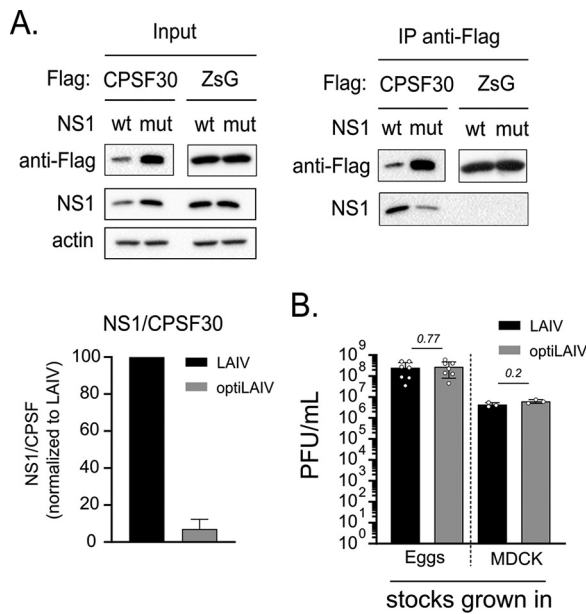 A.
Input
Flag: CPSF30 ZsG
NS1 wt mut wt mut
anti-Flag
NS1
actin
IP anti-Flag
Flag: CPSF30 ZsG
NS1 wt mut wt mut
anti-Flag
NS1
NS1/CPSF30
LAIV
optiLAIV
NS1/CPSF
(normalized to LAIV)
100
80
60
40
20
0
B.
LAIV
optiLAIV
0.77
0.2
PFU/mL
10⁹
10⁸
10⁷
10⁶
10⁵
10⁴
10³
10²
10¹
10⁰
Eggs MDCK
stocks grown in